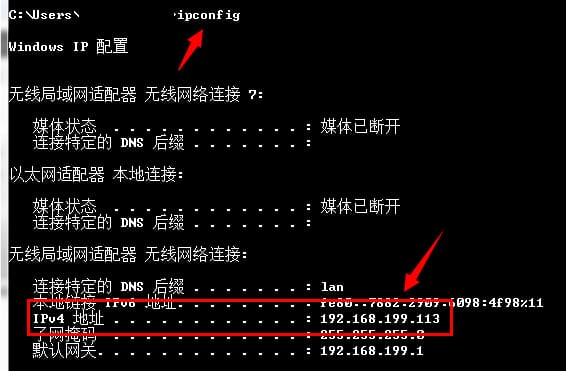 C:\Users\ ipconfig
Windows IP 配置
无线局域网适配器 无线网络连接 7:
媒体状态 . . . . . . . . . . . . : 媒体已断开
连接特定的 DNS 后缀 . . . . . . . :
以太网适配器 本地连接:
媒体状态 . . . . . . . . . . . . : 媒体已断开
连接特定的 DNS 后缀 . . . . . . . :
无线局域网适配器 无线网络连接:
连接特定的 DNS 后缀 . . . . . . . : lan
本地链接 IPv6 地址. . . . . . . . :
IPv4 地址 . . . . . . . . . . . . : 192.168.199.113
子网掩码 . . . . . . . . . . . . : 255.255.255.0
默认网关. . . . . . . . . . . . . : 192.168.199.1